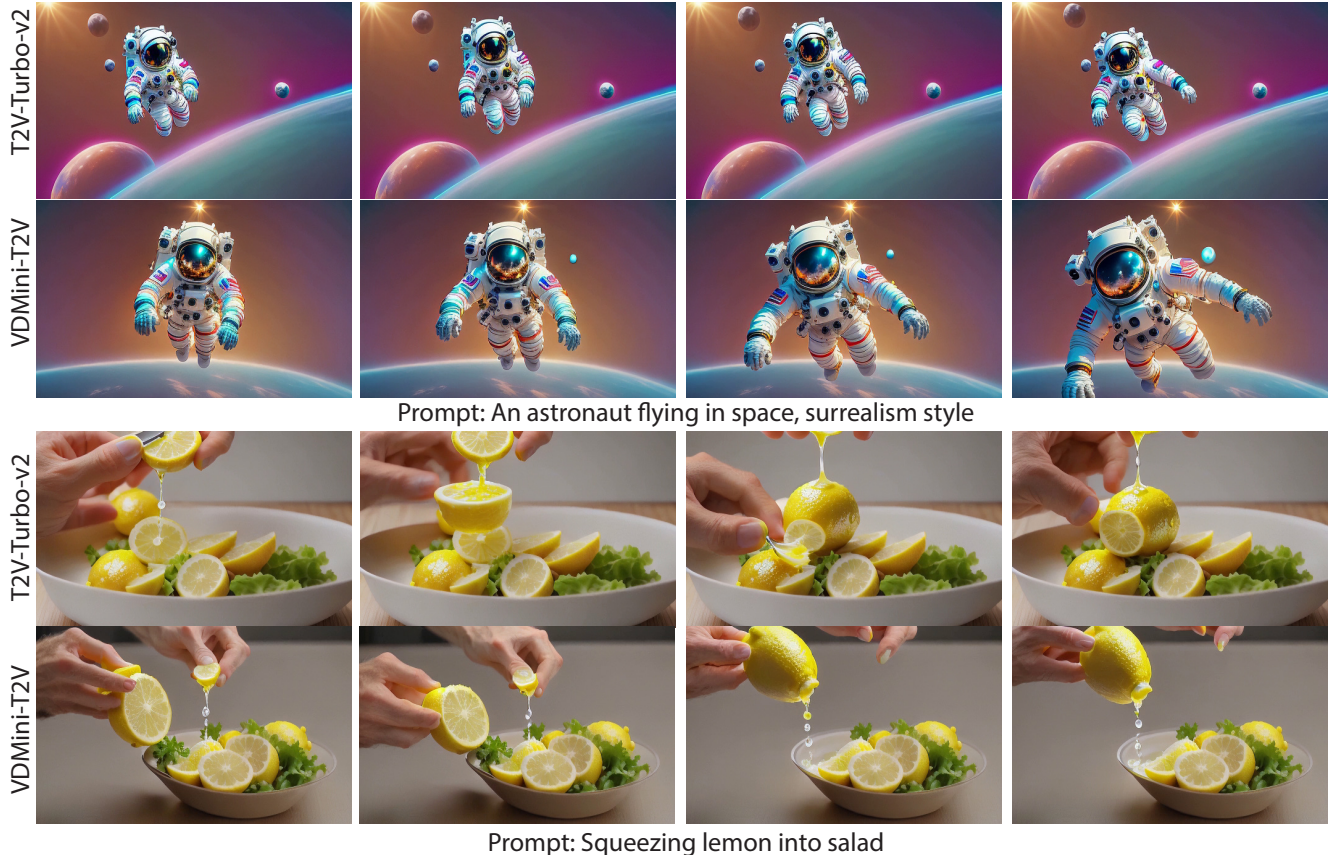 T2V-Turbo-v2
VDMini-T2V
Prompt: An astronaut flying in space, surrealism style
T2V-Turbo-v2
VDMini-T2V
Prompt: Squeezing lemon into salad